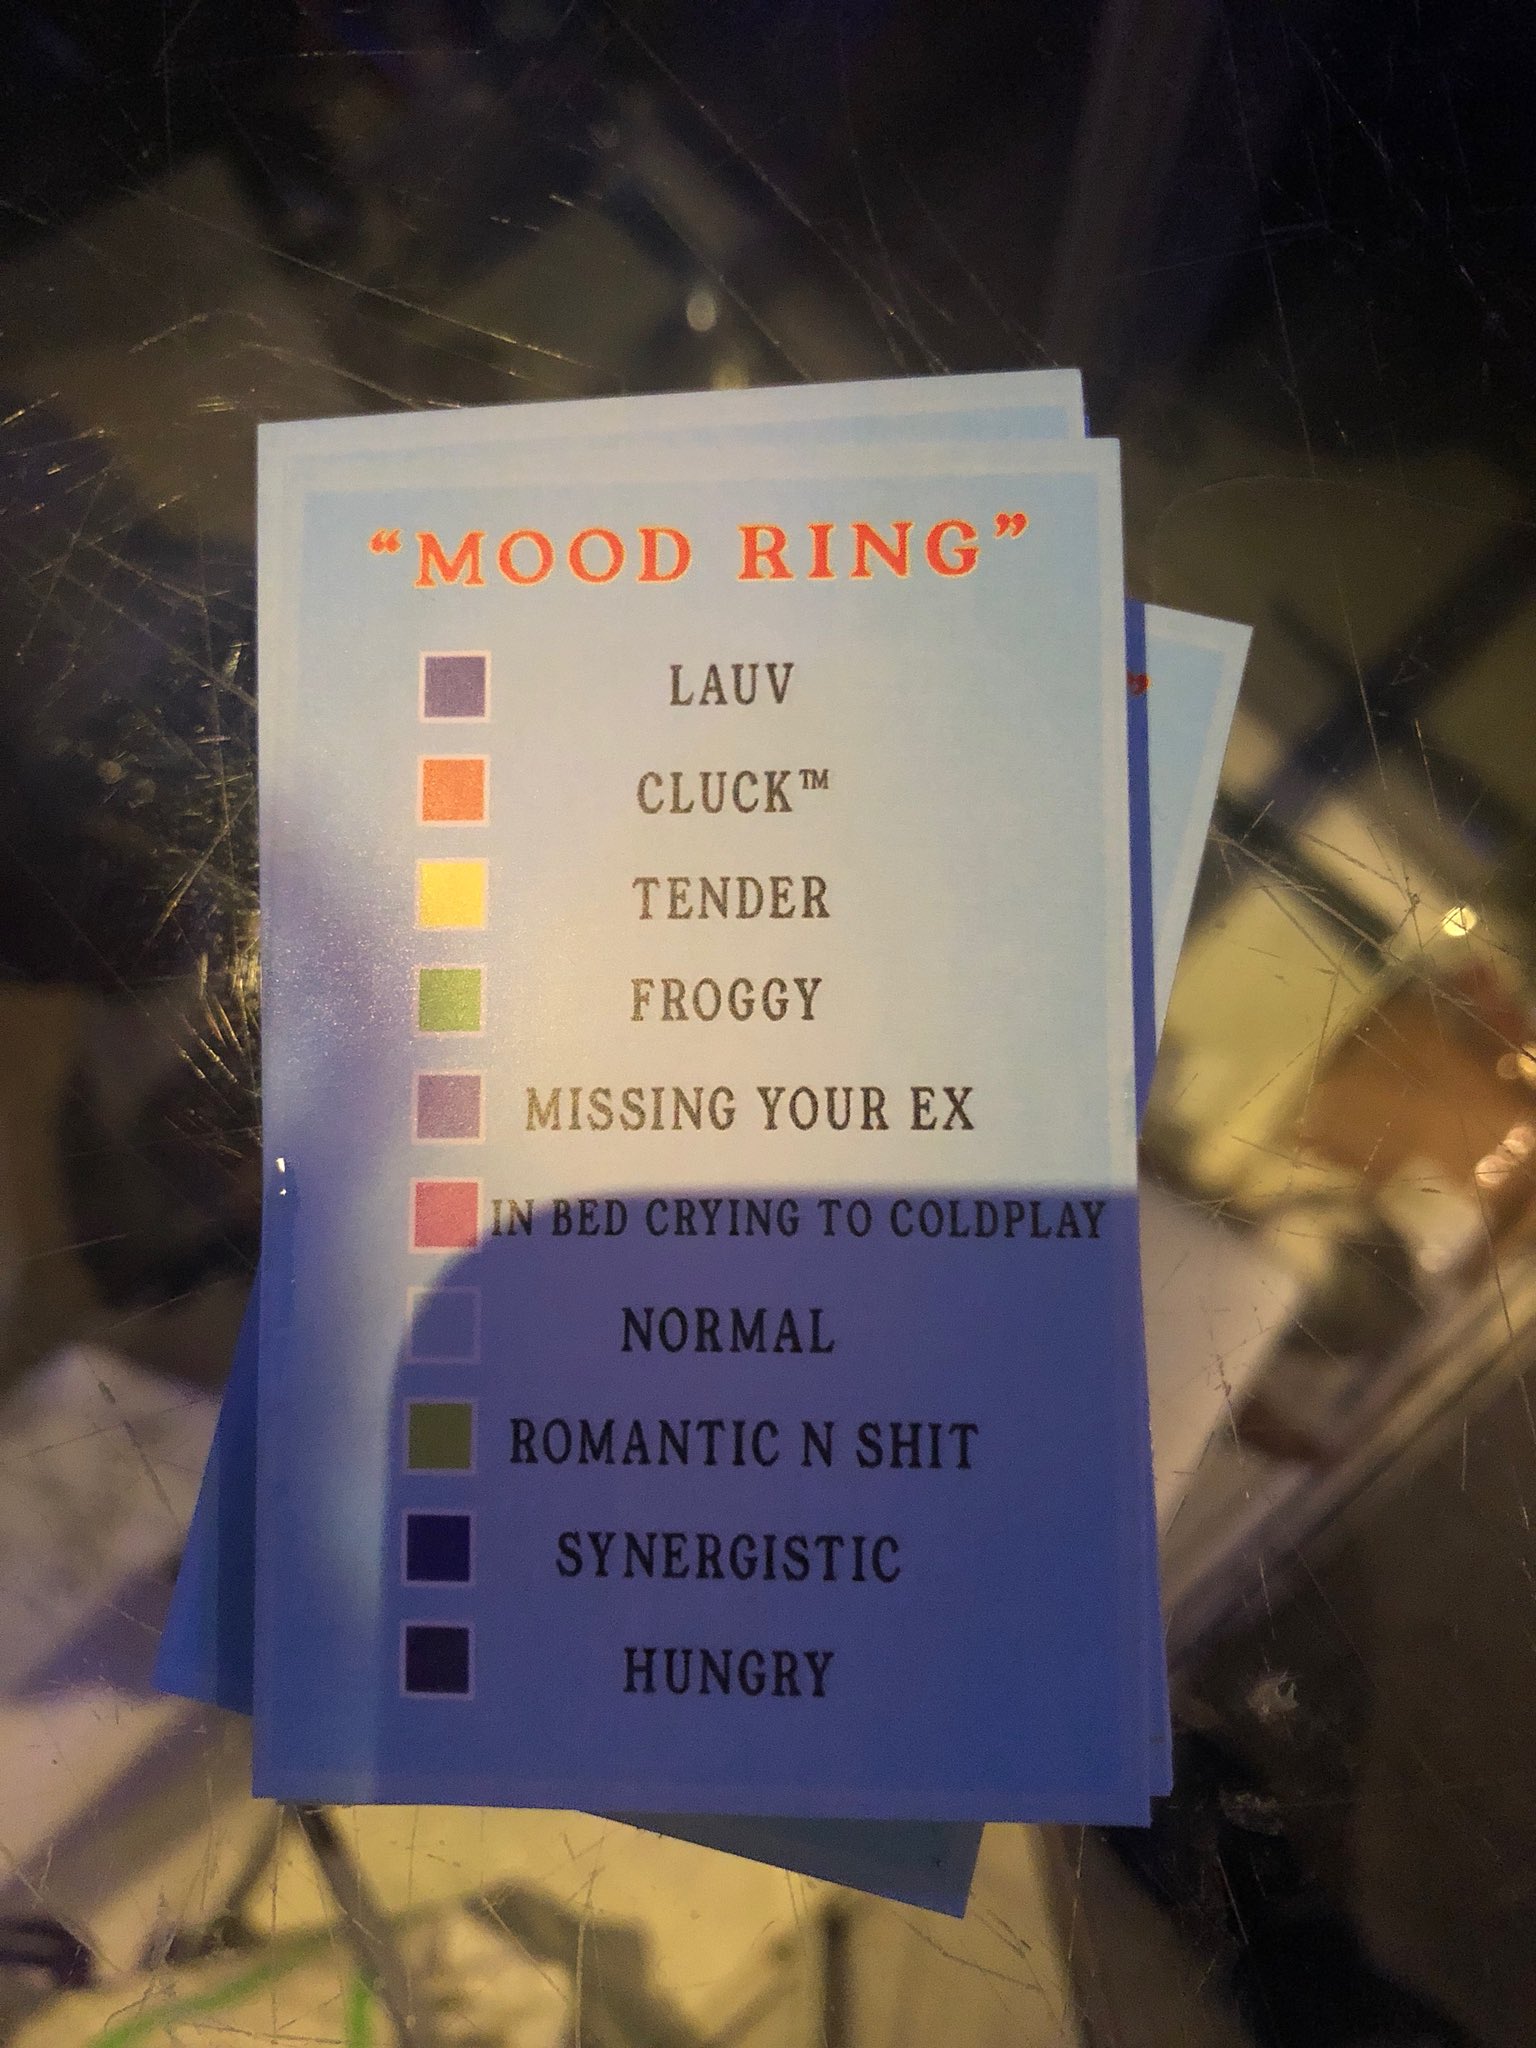 “MOOD RING”
LAUV
CLUCK™
TENDER
FROGGY
MISSING YOUR EX
IN BED CRYING TO COLDPLAY
NORMAL
ROMANTIC N SHIT
SYNERGISTIC
HUNGRY